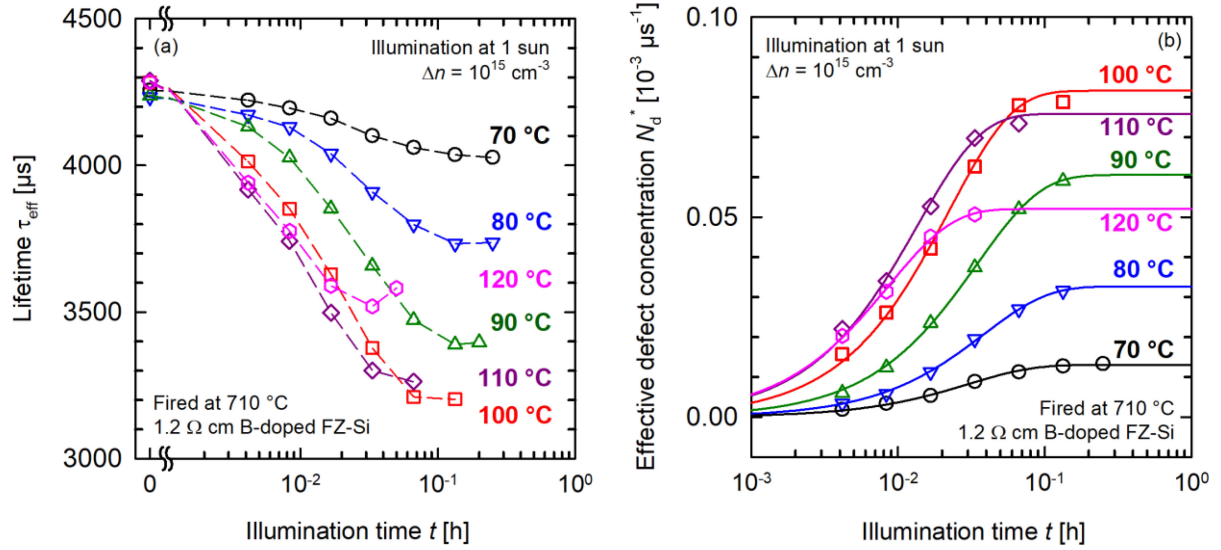 4500
4000
3500
3000
Lifetime τeff [µs]
(a)
Illumination at 1 sun
Δn = 10¹⁵ cm⁻³
70 °C
80 °C
120 °C
90 °C
110 °C
100 °C
Fired at 710 °C
1.2 Ω cm B-doped FZ-Si
0
10⁻²
10⁻¹
10⁰
Illumination time t [h]
0.10
0.05
0.00
Effective defect concentration Nd* [10⁻³ µs⁻¹]
Illumination at 1 sun
Δn = 10¹⁵ cm⁻³
(b)
100 °C
110 °C
90 °C
120 °C
80 °C
70 °C
Fired at 710 °C
1.2 Ω cm B-doped FZ-Si
10⁻³
10⁻²
10⁻¹
10⁰
Illumination time t [h]